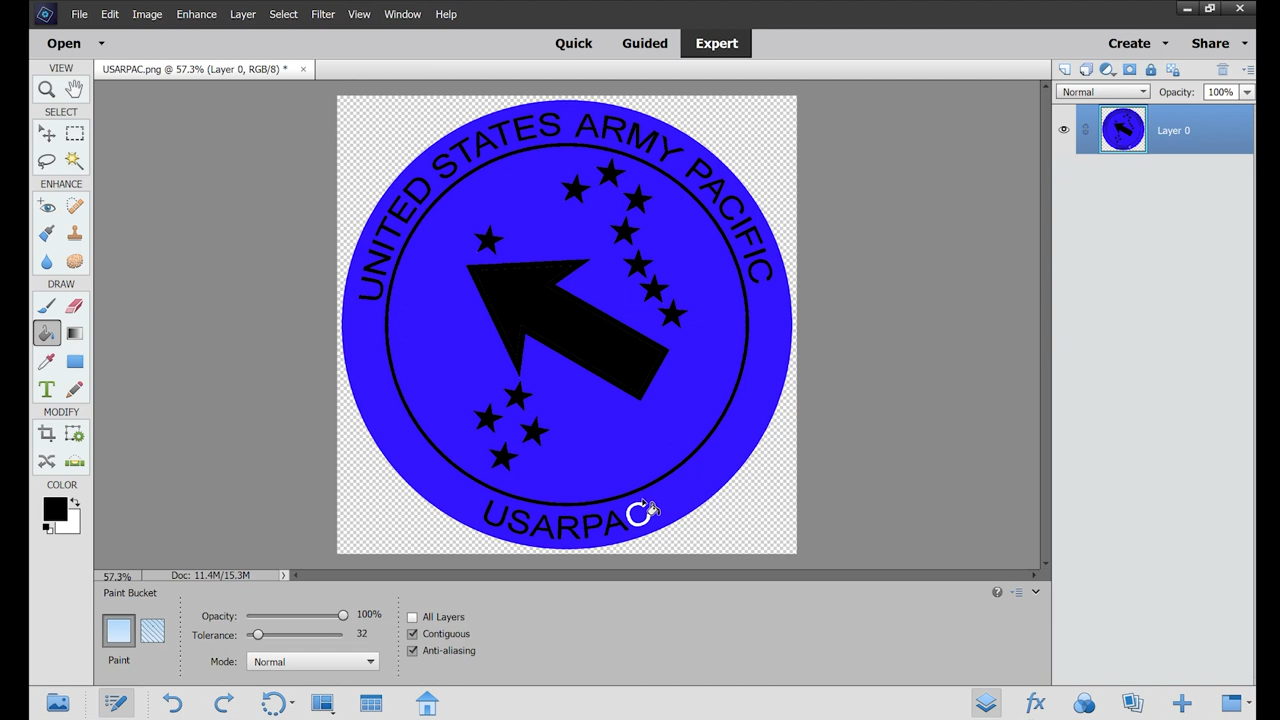 File Edit Image Enhance Layer Select Filter View Window Help
Open Quick Guided Expert Create Share
VIEW
USARPAC.png @ 57.3% (Layer 0, RGB/8) * ×
Normal Opacity: 100%
SELECT
Layer 0
ENHANCE
DRAW
T
MODIFY
COLOR
UNITED STATES ARMY PACIFIC
USARPAC
57.3% Doc: 11.4M/15.3M
Paint Bucket
Opacity: 100% All Layers
Tolerance: 32 Contiguous
Anti-aliasing
Paint Mode: Normal
fx